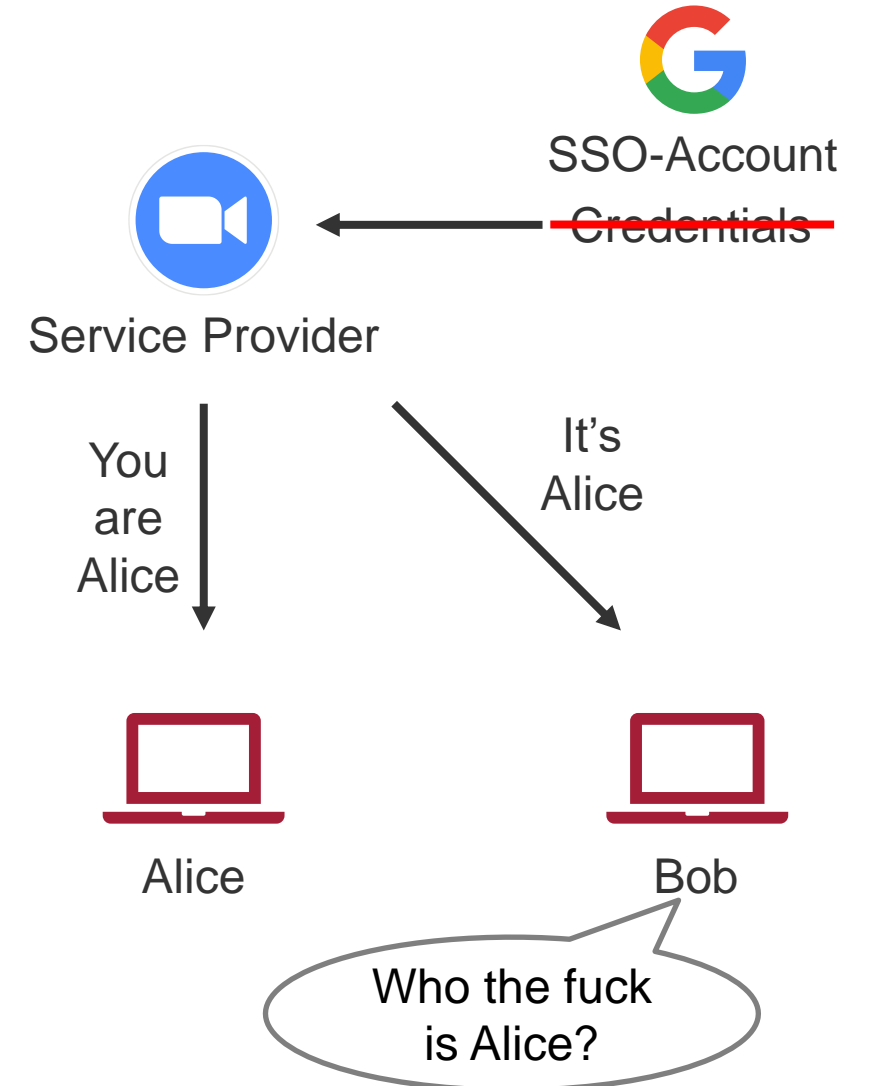 SSO-Account
Credentials
Service Provider
You
are
Alice
It’s
Alice
Alice
Bob
Who the fuck
is Alice?